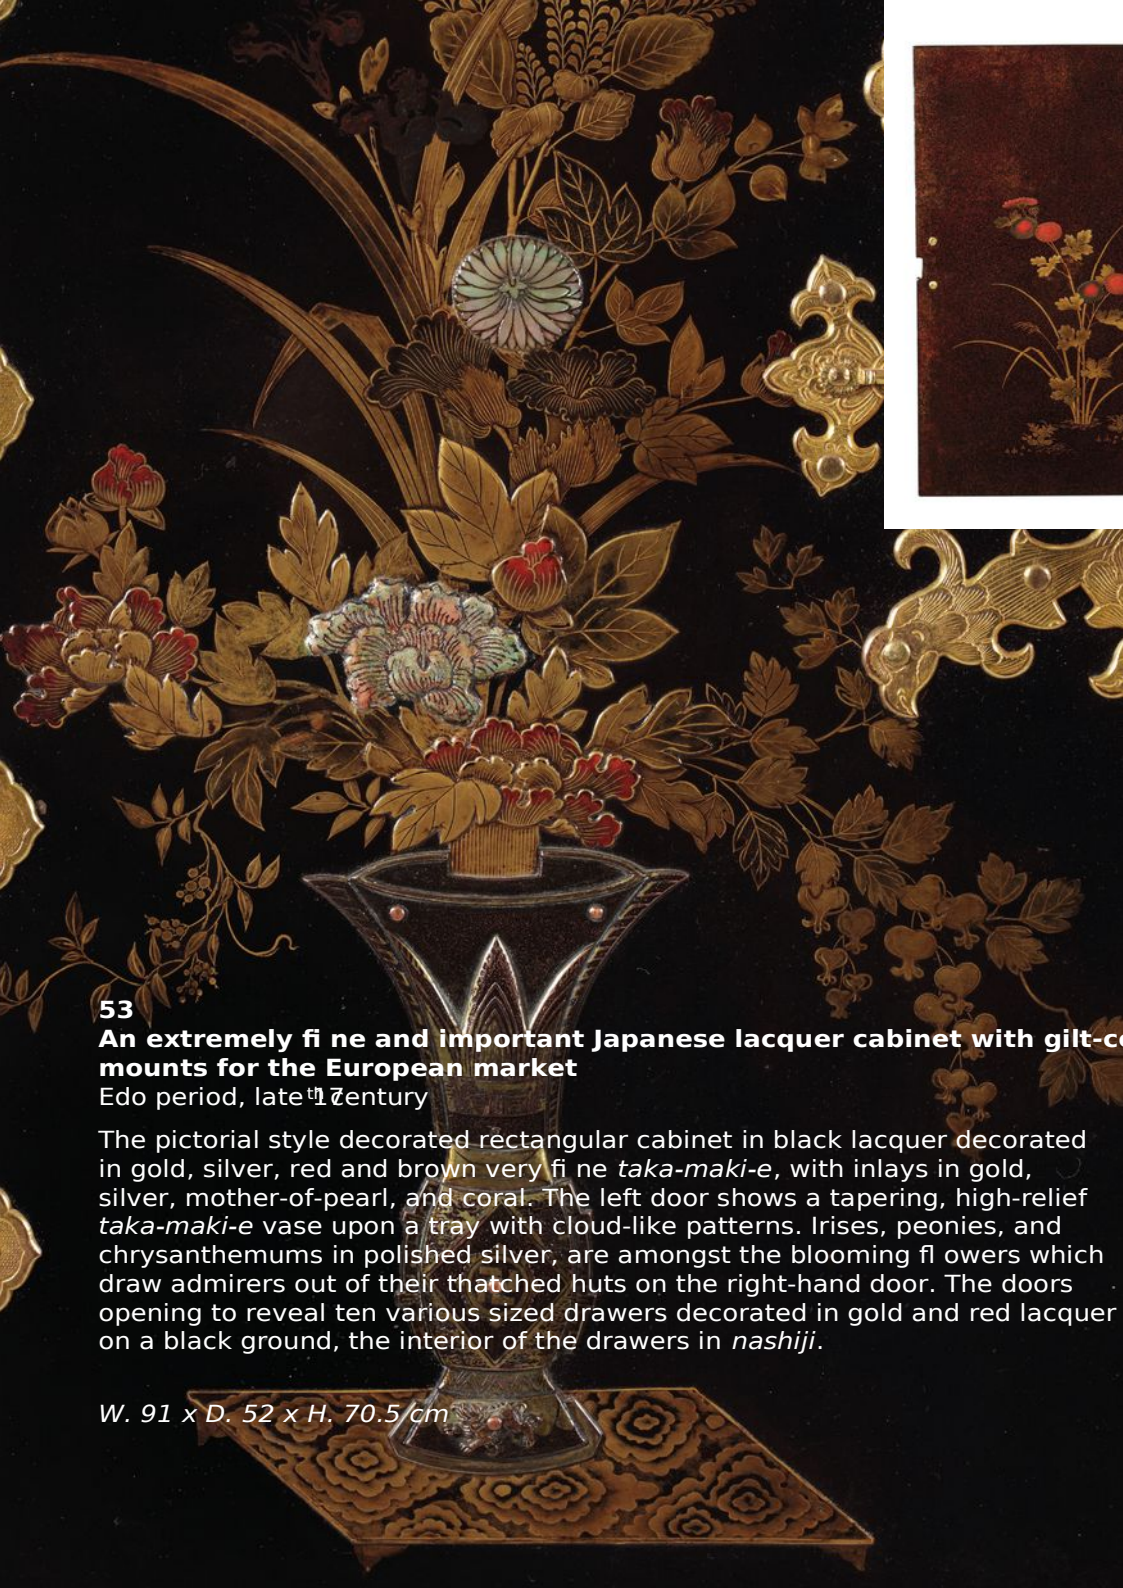 53
An extremely fi ne and important Japanese lacquer cabinet with gilt-c
mounts for the European market
Edo period, late 17th century
The pictorial style decorated rectangular cabinet in black lacquer decorated
in gold, silver, red and brown very fi ne taka-maki-e, with inlays in gold,
silver, mother-of-pearl, and coral. The left door shows a tapering, high-relief
taka-maki-e vase upon a tray with cloud-like patterns. Irises, peonies, and
chrysanthemums in polished silver, are amongst the blooming fl owers which
draw admirers out of their thatched huts on the right-hand door. The doors
opening to reveal ten various sized drawers decorated in gold and red lacquer
on a black ground, the interior of the drawers in nashiji.
W. 91 x D. 52 x H. 70.5 cm